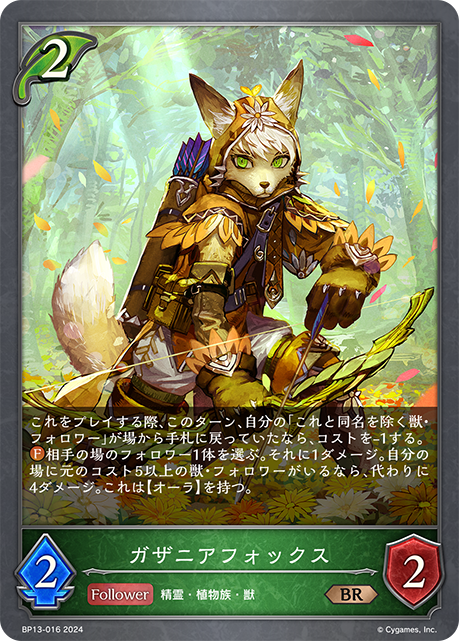 2
これをプレイする際、このターン、自分の「これと同名を除く獣・
フォロワー」が場から手札に戻っていたなら、コストを-1する。
F 相手の場のフォロワー1体を選ぶ。それに1ダメージ。自分の
場に元のコスト5以上の獣・フォロワーがいるなら、代わりに
4ダメージ。これは【オーラ】を持つ。
ガザニアフォックス
2
Follower 精霊・植物族・獣 BR
2
BP13-016 2024 © Cygames, Inc.